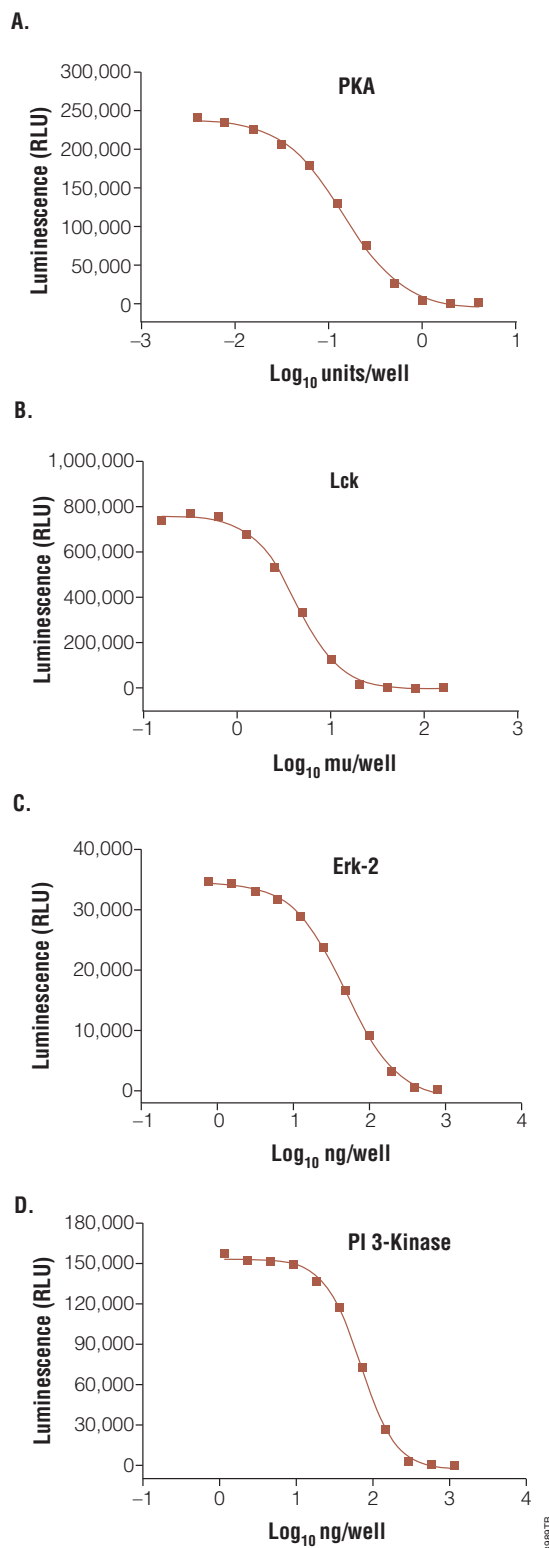 A.
PKA
Luminescence (RLU)
300,000
250,000
200,000
150,000
100,000
50,000
0
–3 –2 –1 0 1
Log10 units/well
B.
Lck
Luminescence (RLU)
1,000,000
800,000
600,000
400,000
200,000
0
–1 0 1 2 3
Log10 mu/well
C.
Erk-2
Luminescence (RLU)
40,000
30,000
20,000
10,000
0
–1 0 1 2 3 4
Log10 ng/well
D.
PI 3-Kinase
Luminescence (RLU)
180,000
150,000
120,000
90,000
60,000
30,000
0
–1 0 1 2 3 4
Log10 ng/well